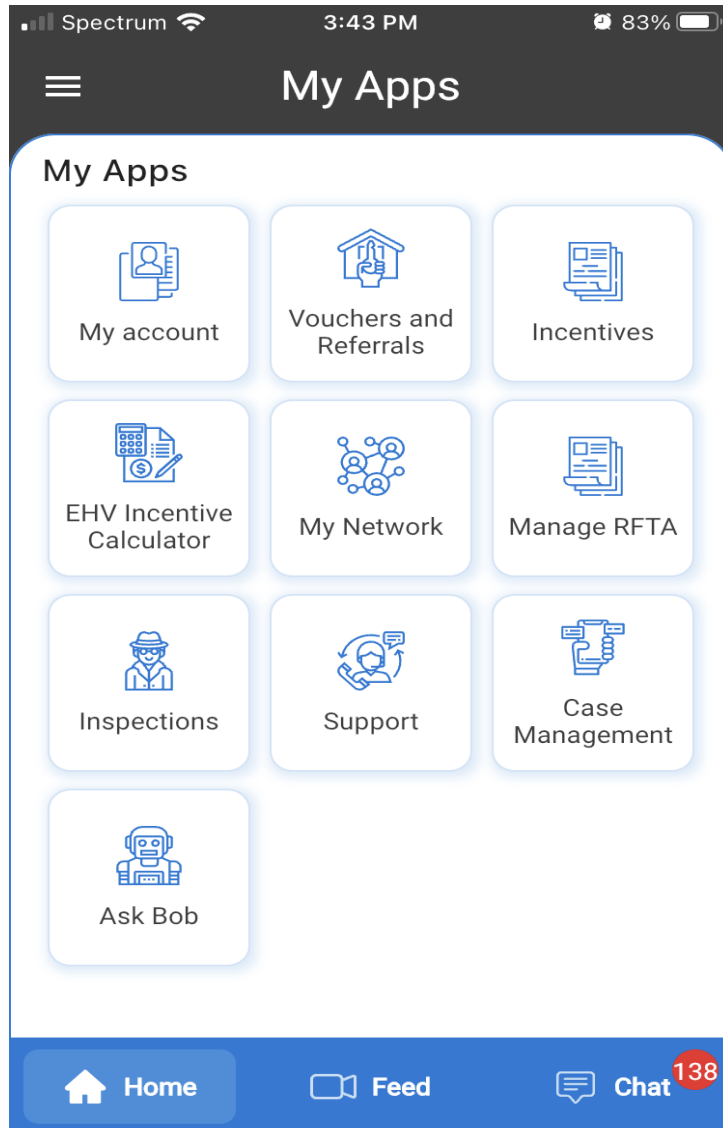 Spectrum 3:43 PM 83%
My Apps
My Apps
My account
Vouchers and
Referrals
Incentives
EHV Incentive
Calculator
My Network
Manage RFTA
Inspections
Support
Case
Management
Ask Bob
Home
Feed
Chat
138